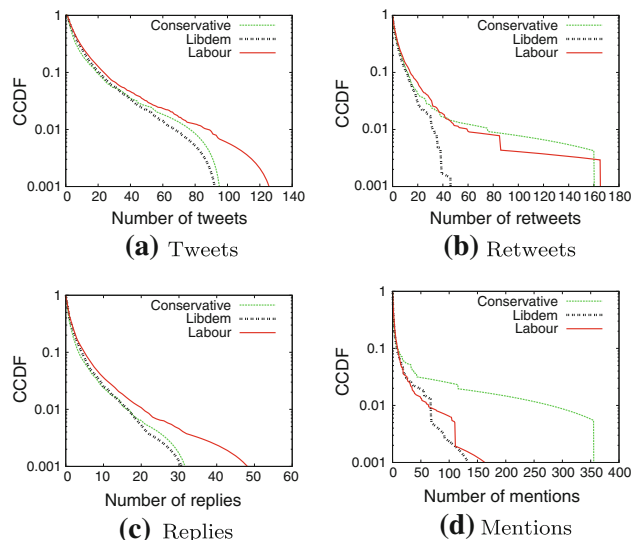 CCDF
1
0.1
0.01
0.001
Conservative
Libdem
Labour
0 20 40 60 80 100 120 140
Number of tweets
(a) Tweets
CCDF
1
0.1
0.01
0.001
Conservative
Libdem
Labour
0 20 40 60 80 100 120 140 160 180
Number of retweets
(b) Retweets
CCDF
1
0.1
0.01
0.001
Conservative
Libdem
Labour
0 10 20 30 40 50 60
Number of replies
(c) Replies
CCDF
1
0.1
0.01
0.001
Conservative
Libdem
Labour
0 50 100 150 200 250 300 350 400
Number of mentions
(d) Mentions